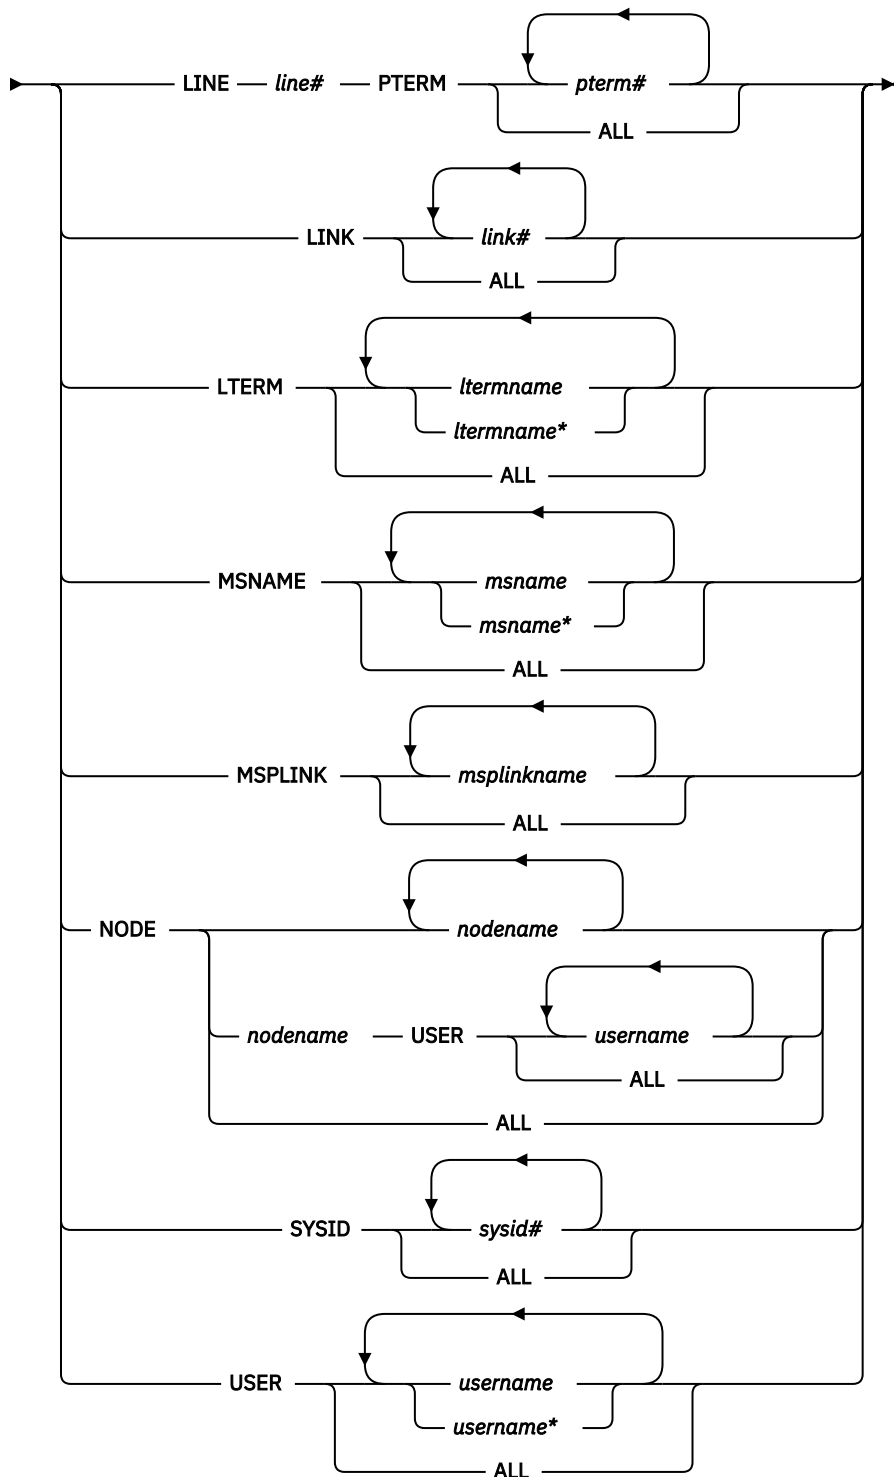 LINE line# PTERM pterm#
ALL
LINK link#
ALL
LTERM ltermname
ltermname*
ALL
MSNAME msname
msname*
ALL
MSPLINK msplinkname
ALL
NODE nodename
nodename USER username
ALL
ALL
SYSID sysid#
ALL
USER username
username*
ALL